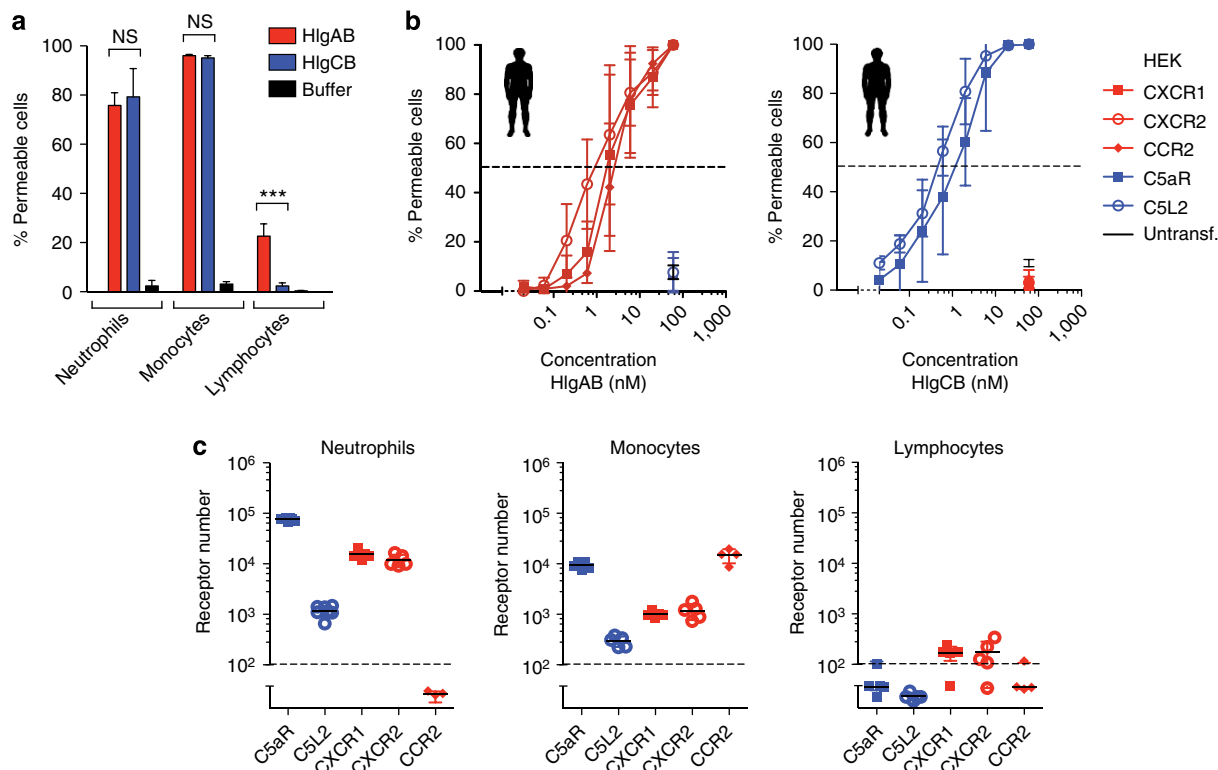 a
NS
NS
HlgAB
HlgCB
Buffer
***
% Permeable cells
100
80
60
40
20
0
Neutrophils
Monocytes
Lymphocytes
b
% Permeable cells
100
80
60
40
20
0
0.1
1
10
100
1,000
Concentration
HlgAB (nM)
% Permeable cells
100
80
60
40
20
0
0.1
1
10
100
1,000
Concentration
HlgCB (nM)
HEK
CXCR1
CXCR2
CCR2
C5aR
C5L2
Untransf.
c
Neutrophils
Receptor number
10⁶
10⁵
10⁴
10³
10²
C5aR
C5L2
CXCR1
CXCR2
CCR2
Monocytes
Receptor number
10⁶
10⁵
10⁴
10³
10²
C5aR
C5L2
CXCR1
CXCR2
CCR2
Lymphocytes
Receptor number
10⁶
10⁵
10⁴
10³
10²
C5aR
C5L2
CXCR1
CXCR2
CCR2